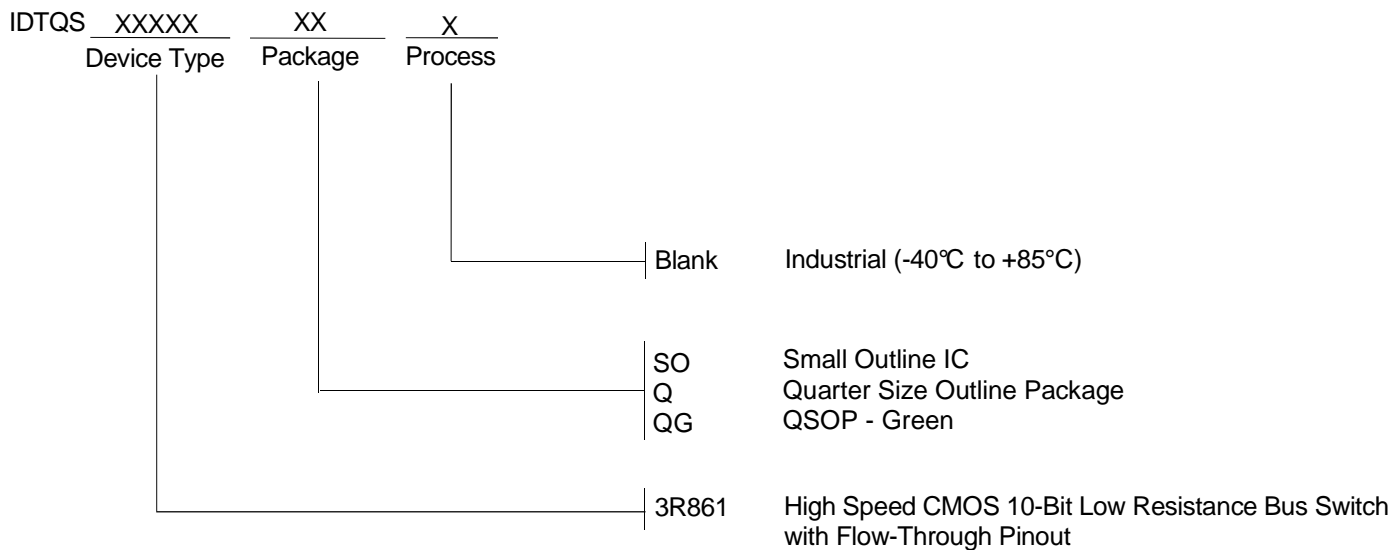 IDTQS XXXXX XX X
Device Type Package Process
Blank Industrial (-40°C to +85°C)
SO Small Outline IC
Q Quarter Size Outline Package
QG QSOP - Green
3R861 High Speed CMOS 10-Bit Low Resistance Bus Switch
with Flow-Through Pinout